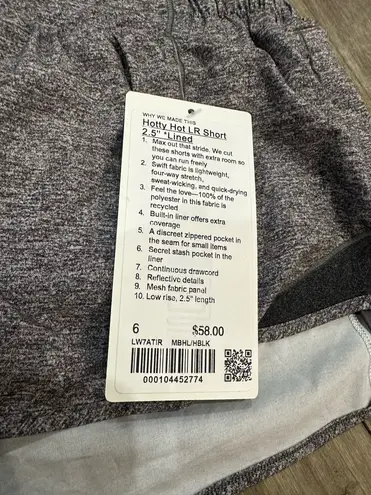 WHY WE MADE THIS
Hotty Hot LR Short
2.5" *Lined
1. Max out that stride. We cut
these shorts with extra room so
you can run freely
2. Swift fabric is lightweight,
four-way stretch,
sweat-wicking, and quick-drying
3. Feel the love—100% of the
polyester in this fabric is
recycled
4. Built-in liner offers extra
coverage
5. A discreet zippered pocket in
the seam for small items
6. Secret stash pocket in the
liner
7. Continuous drawcord
8. Reflective details
9. Mesh fabric panel
10. Low rise, 2.5" length
6 $58.00
LW7ATIR MBHL/HBLK
000104452774